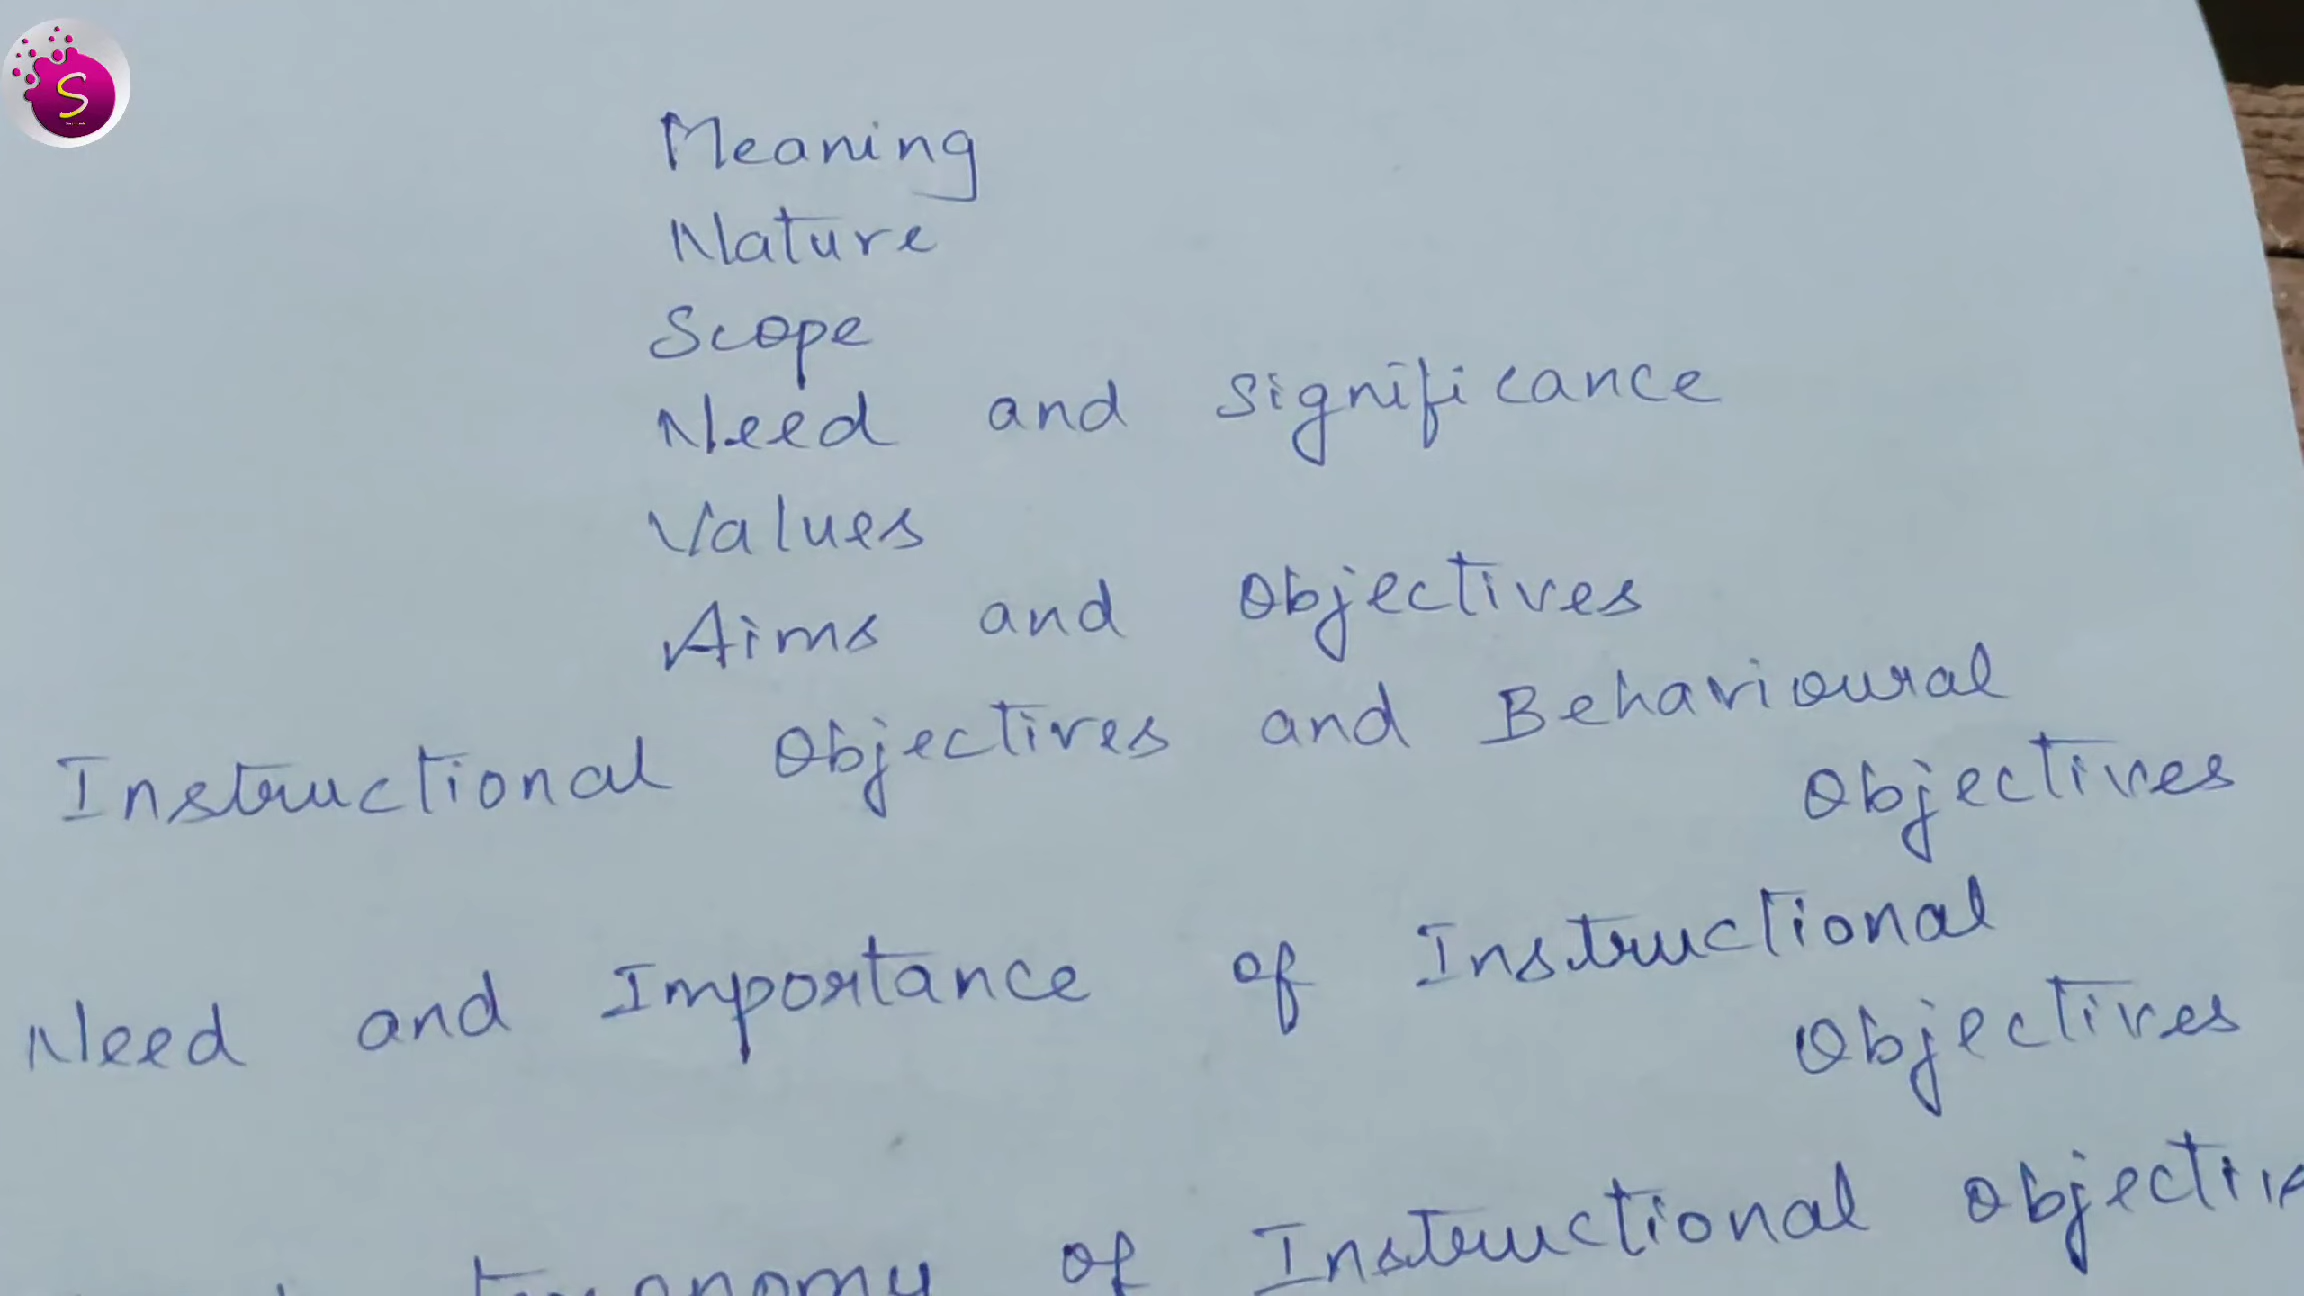 S
Meaning
Nature
Scope
Need and Significance
Values
Aims and Objectives
Instructional Objectives and Behavioural
Objectives
Need and Importance of Instructional
Objectives
of Instructional